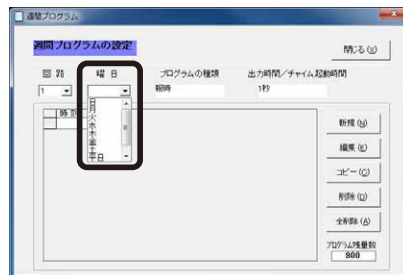 週間プログラム
週間プログラムの設定
閉じる(X)
回 路
曜 日
プログラムの種類
出力時間/チャイム起動時間
1
報時
1秒
時 刻
日
月
火
水
木
金
土
平日
新規(N)
編集(E)
コピー(C)
削除(D)
全削除(A)
プログラム残量数
980